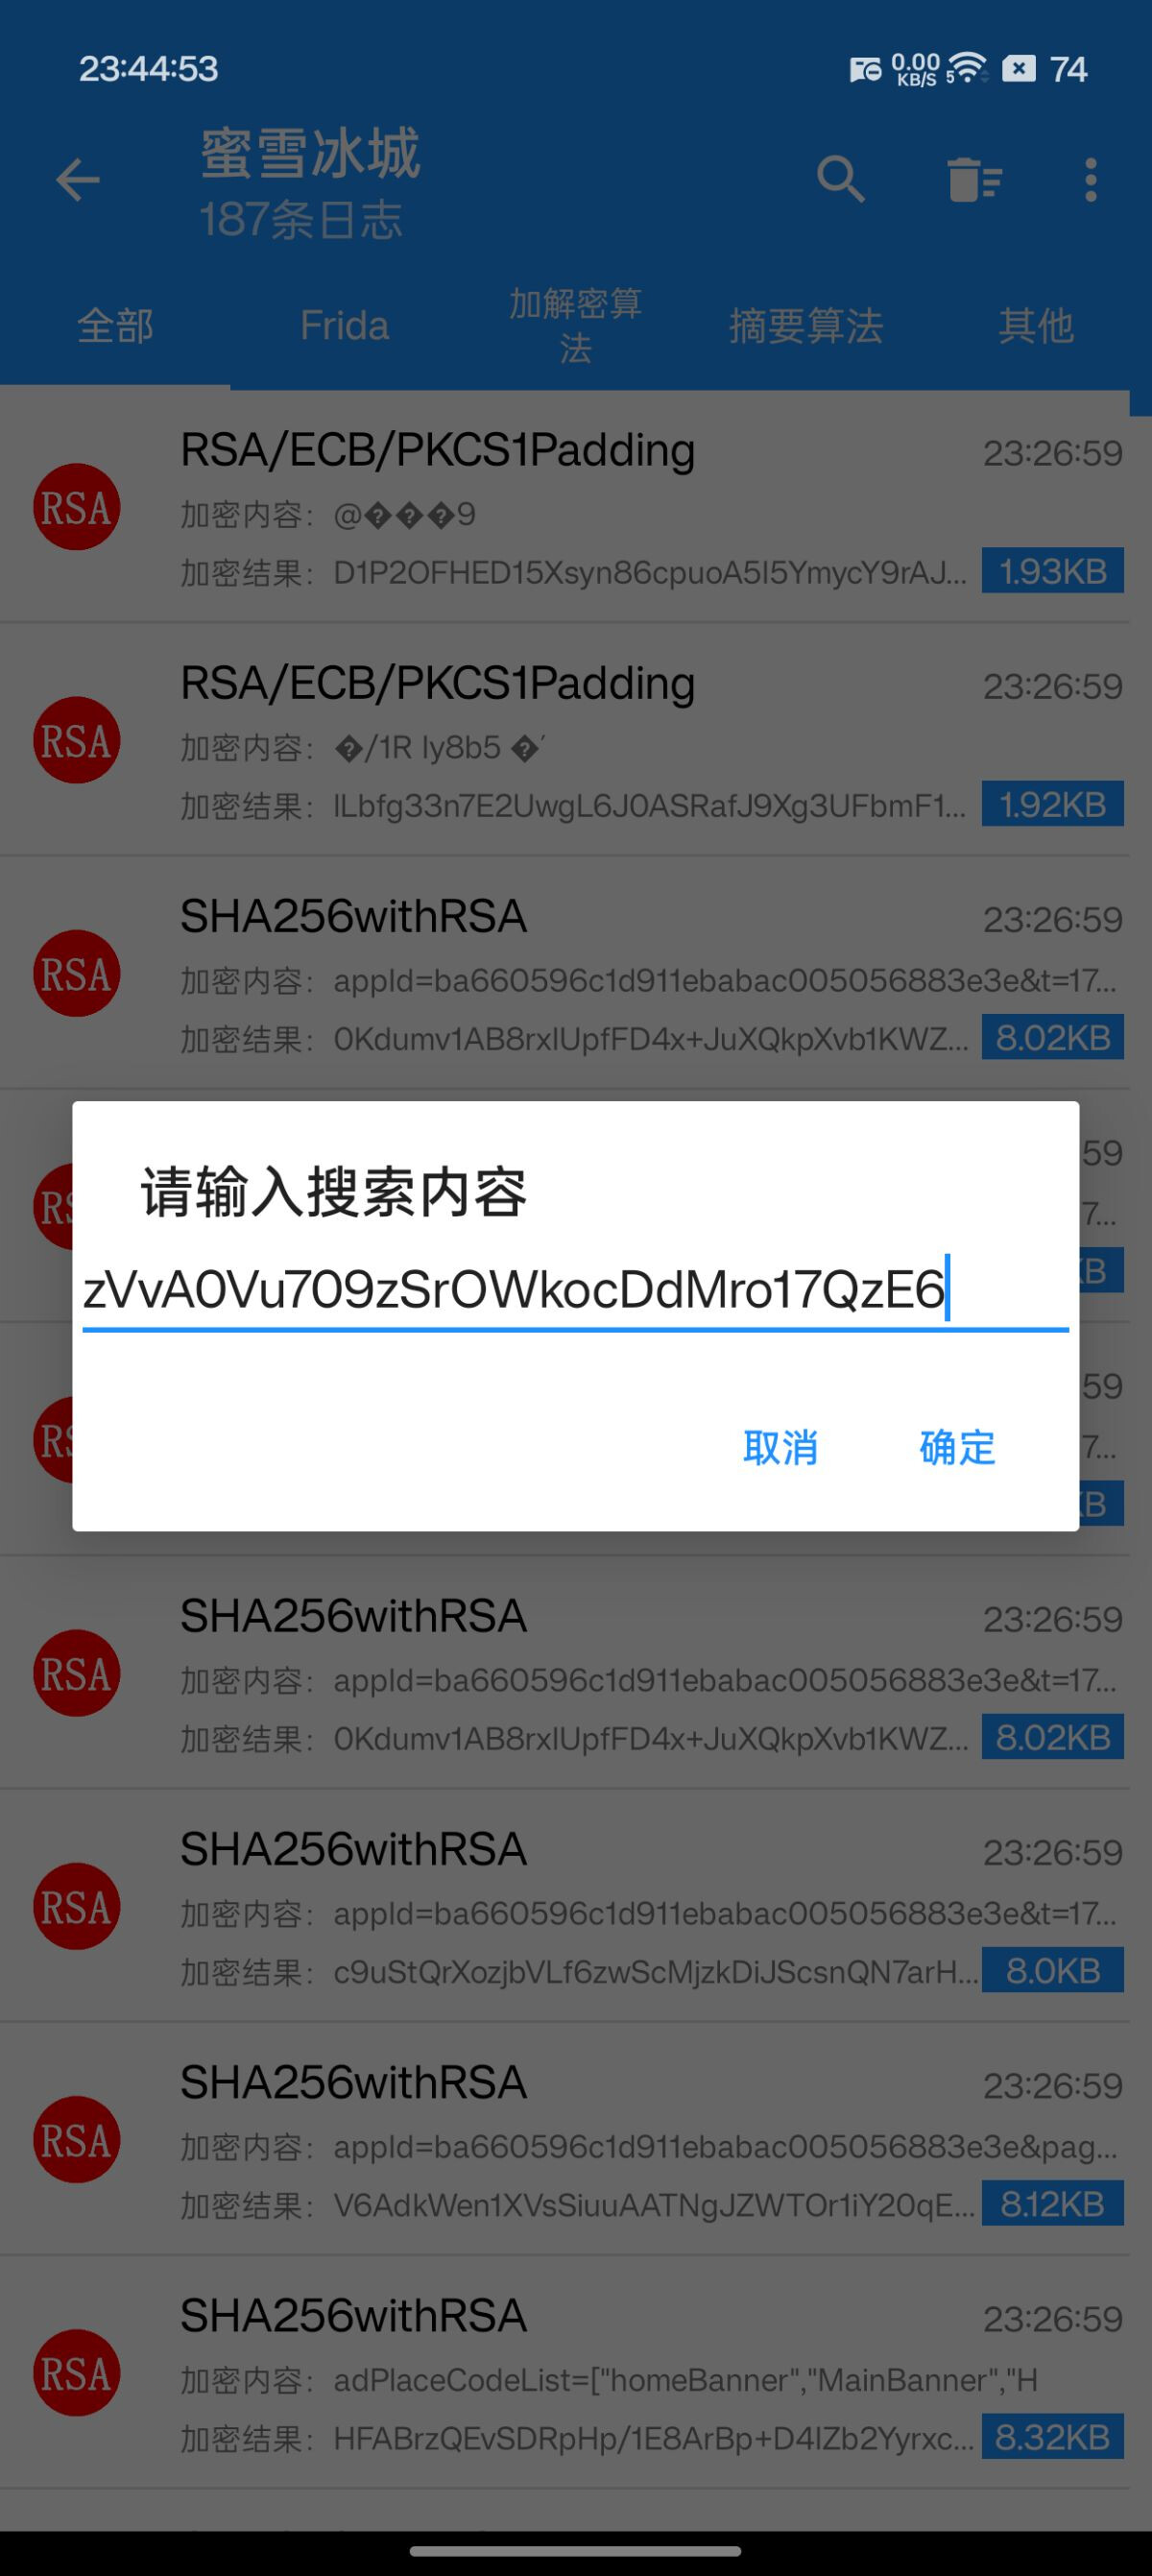 23:44:53
0.00
KB/S
5
74
蜜雪冰城
187条日志
全部
Frida
加解密算
法
摘要算法
其他
RSA/ECB/PKCS1Padding
23:26:59
RSA
加密内容: @���9
加密结果: D1P2OFHED15Xsyn86cpuoA5I5YmycY9rAJ...
1.93KB
RSA/ECB/PKCS1Padding
23:26:59
RSA
加密内容: �/1R ly8b5 �′
加密结果: lLbfg33n7E2UwgL6J0ASRafJ9Xg3UFbmF1...
1.92KB
SHA256withRSA
23:26:59
RSA
加密内容: appId=ba660596c1d911ebabac005056883e3e&t=17...
加密结果: 0Kdumv1AB8rxlUpfFD4x+JuXQkpXvb1KWZ...
8.02KB
59
7...
KB
请输入搜索内容
zVvA0Vu709zSrOWkocDdMro17QzE6
取消
确定
59
7...
KB
SHA256withRSA
23:26:59
RSA
加密内容: appId=ba660596c1d911ebabac005056883e3e&t=17...
加密结果: 0Kdumv1AB8rxlUpfFD4x+JuXQkpXvb1KWZ...
8.02KB
SHA256withRSA
23:26:59
RSA
加密内容: appId=ba660596c1d911ebabac005056883e3e&t=17...
加密结果: c9uStQrXozjbVLf6zwScMjzkDiJScsnQN7arH...
8.0KB
SHA256withRSA
23:26:59
RSA
加密内容: appId=ba660596c1d911ebabac005056883e3e&pag...
加密结果: V6AdkWen1XVsSiuuAATNgJZWTOr1iY20qE...
8.12KB
SHA256withRSA
23:26:59
RSA
加密内容: adPlaceCodeList=["homeBanner","MainBanner","H
加密结果: HFABrzQEvSDRpHp/1E8ArBp+D4lZb2Yyrxc...
8.32KB